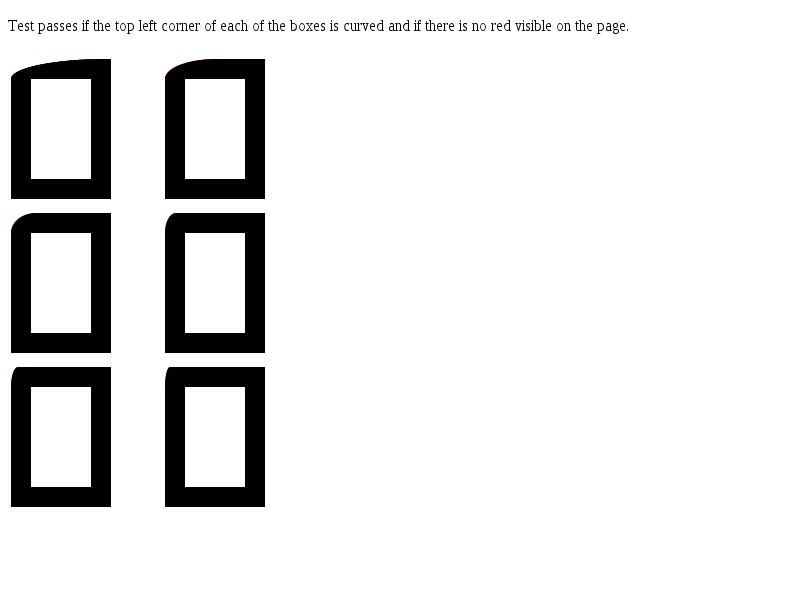 Test passes if the top left corner of each of the boxes is curved and if there is no red visible on the page.